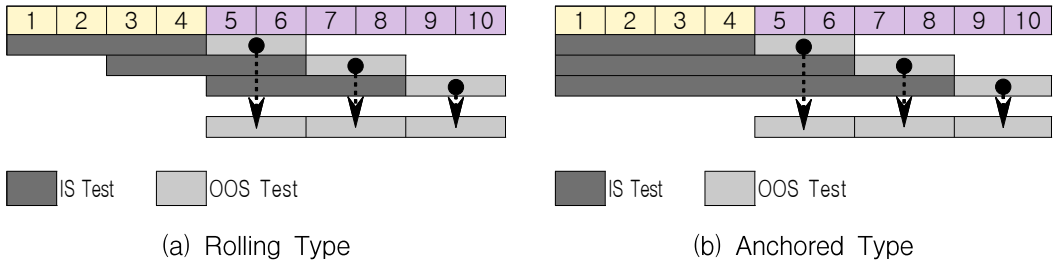 1 2 3 4 5 6 7 8 9 10
1 2 3 4 5 6 7 8 9 10
IS Test OOS Test
IS Test OOS Test
(a) Rolling Type
(b) Anchored Type